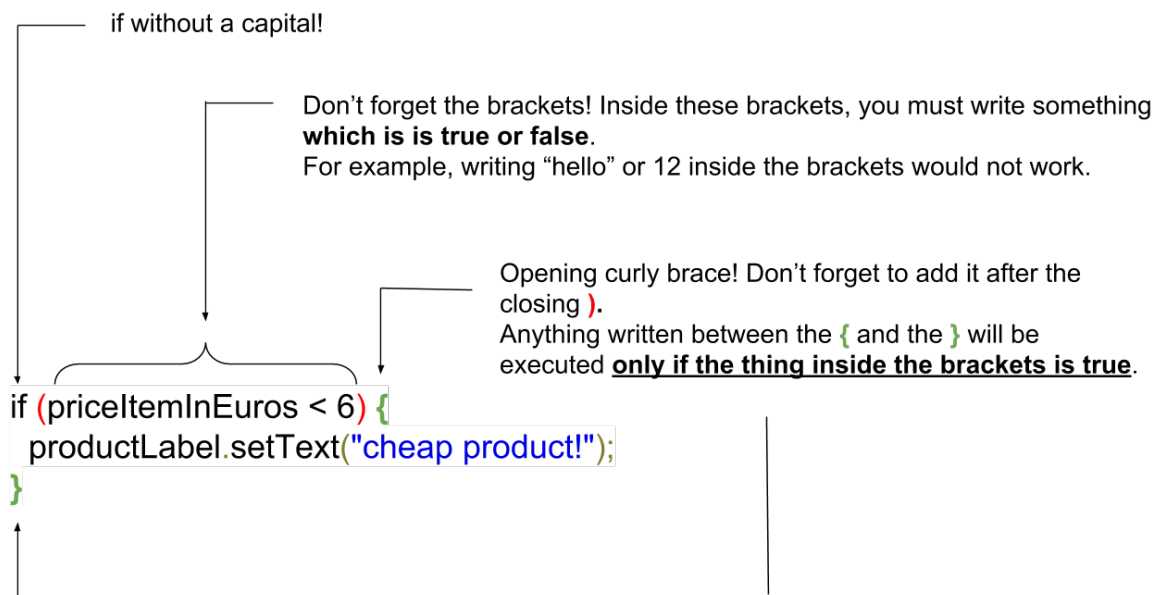 if without a capital!
Don’t forget the brackets! Inside these brackets, you must write something
which is is true or false.
For example, writing “hello” or 12 inside the brackets would not work.
Opening curly brace! Don’t forget to add it after the
closing ).
Anything written between the { and the } will be
executed only if the thing inside the brackets is true.
if (priceItemInEuros < 6) {
productLabel.setText("cheap product!");
}